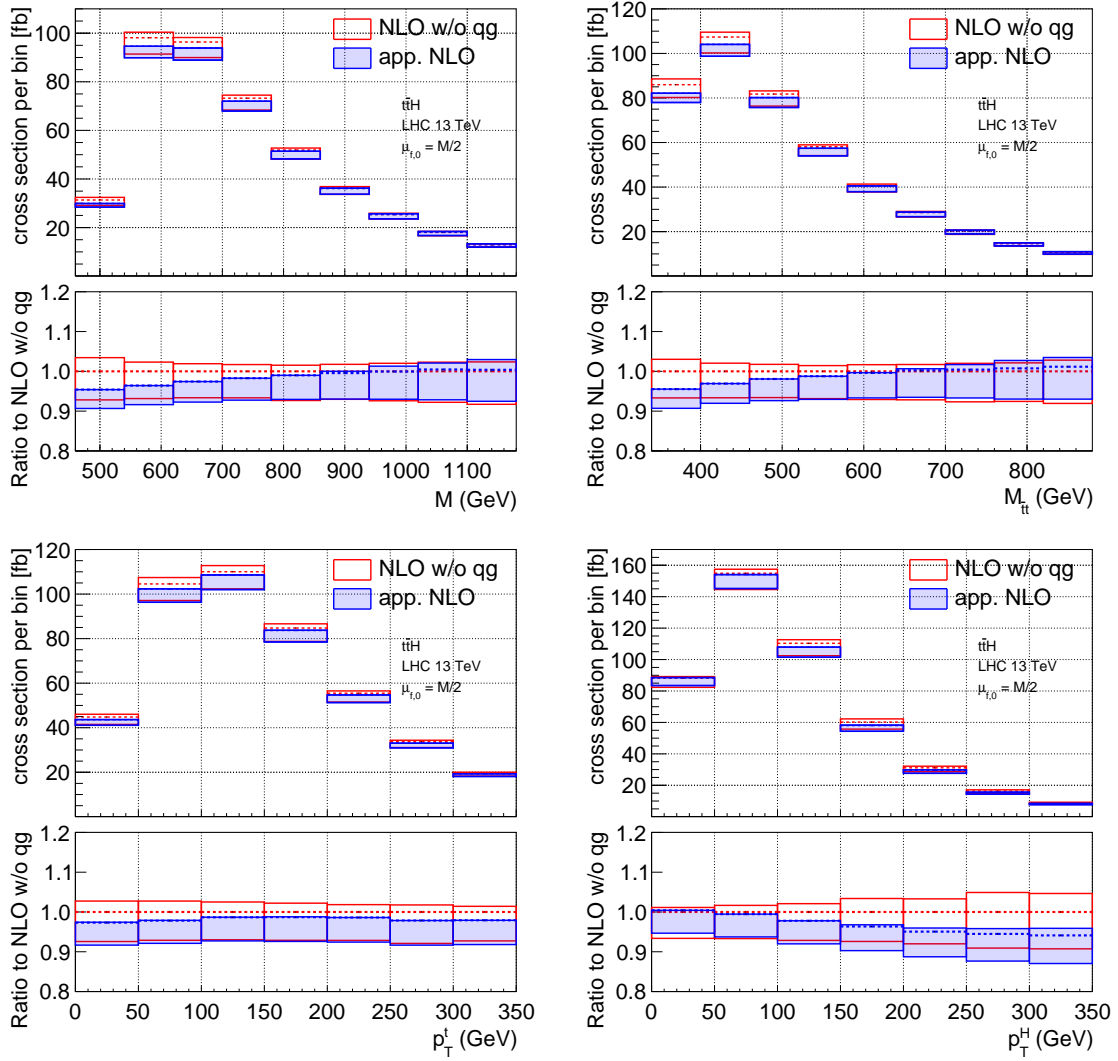 cross section per bin [fb]
100
80
60
40
20
NLO w/o qg
app. NLO
tt̄H
LHC 13 TeV
μf,0 = M/2
Ratio to NLO w/o qg
1.2
1.1
1.0
0.9
0.8
500 600 700 800 900 1000 1100
M (GeV)
cross section per bin [fb]
120
100
80
60
40
20
NLO w/o qg
app. NLO
tt̄H
LHC 13 TeV
μf,0 = M/2
Ratio to NLO w/o qg
1.2
1.1
1.0
0.9
0.8
400 500 600 700 800
Mt̄t (GeV)
cross section per bin [fb]
120
100
80
60
40
20
NLO w/o qg
app. NLO
tt̄H
LHC 13 TeV
μf,0 = M/2
Ratio to NLO w/o qg
1.2
1.1
1.0
0.9
0.8
0 50 100 150 200 250 300 350
pTt (GeV)
cross section per bin [fb]
160
140
120
100
80
60
40
20
NLO w/o qg
app. NLO
tt̄H
LHC 13 TeV
μf,0 = M/2
Ratio to NLO w/o qg
1.2
1.1
1.0
0.9
0.8
0 50 100 150 200 250 300 350
pTH (GeV)